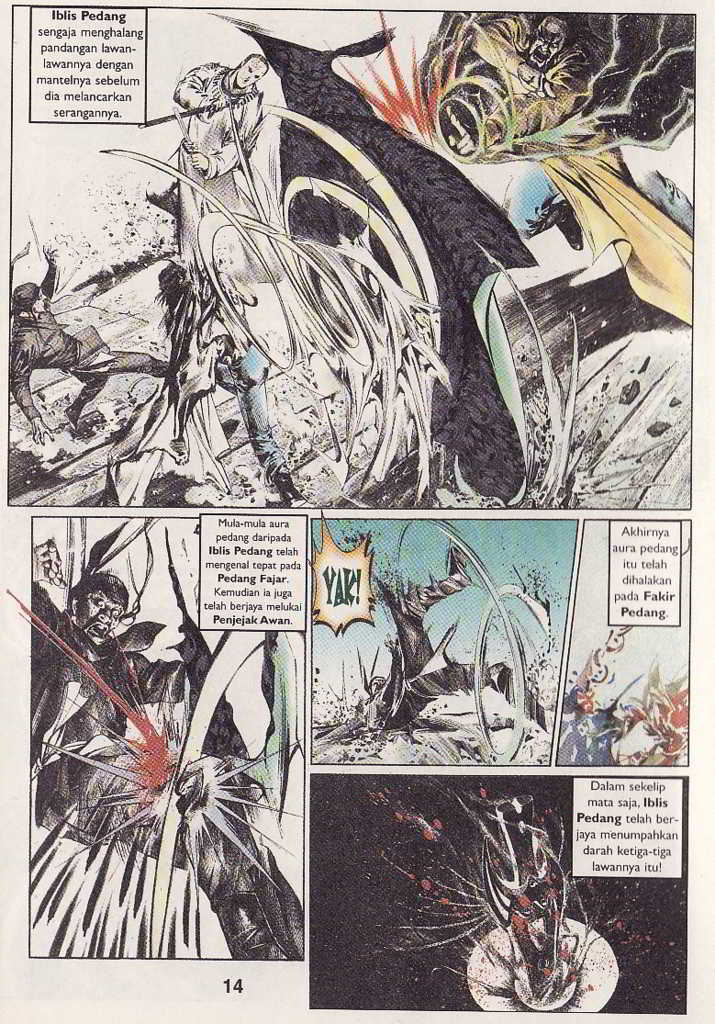 Iblis Pedang
sengaja menghalang
pandangan lawan-
lawannya dengan
mantelnya sebelum
dia melancarkan
serangannya.
Mula-mula aura
pedang daripada
Iblis Pedang telah
mengenal tepat pada
Pedang Fajar.
Kemudian ia juga
telah berjaya melukai
Penjejak Awan.
YAK!
Akhirnya
aura pedang
itu telah
dihalakan
pada Fakir
Pedang.
Dalam sekelip
mata saja, Iblis
Pedang telah ber-
jaya menumpahkan
darah ketiga-tiga
lawannya itu!
14